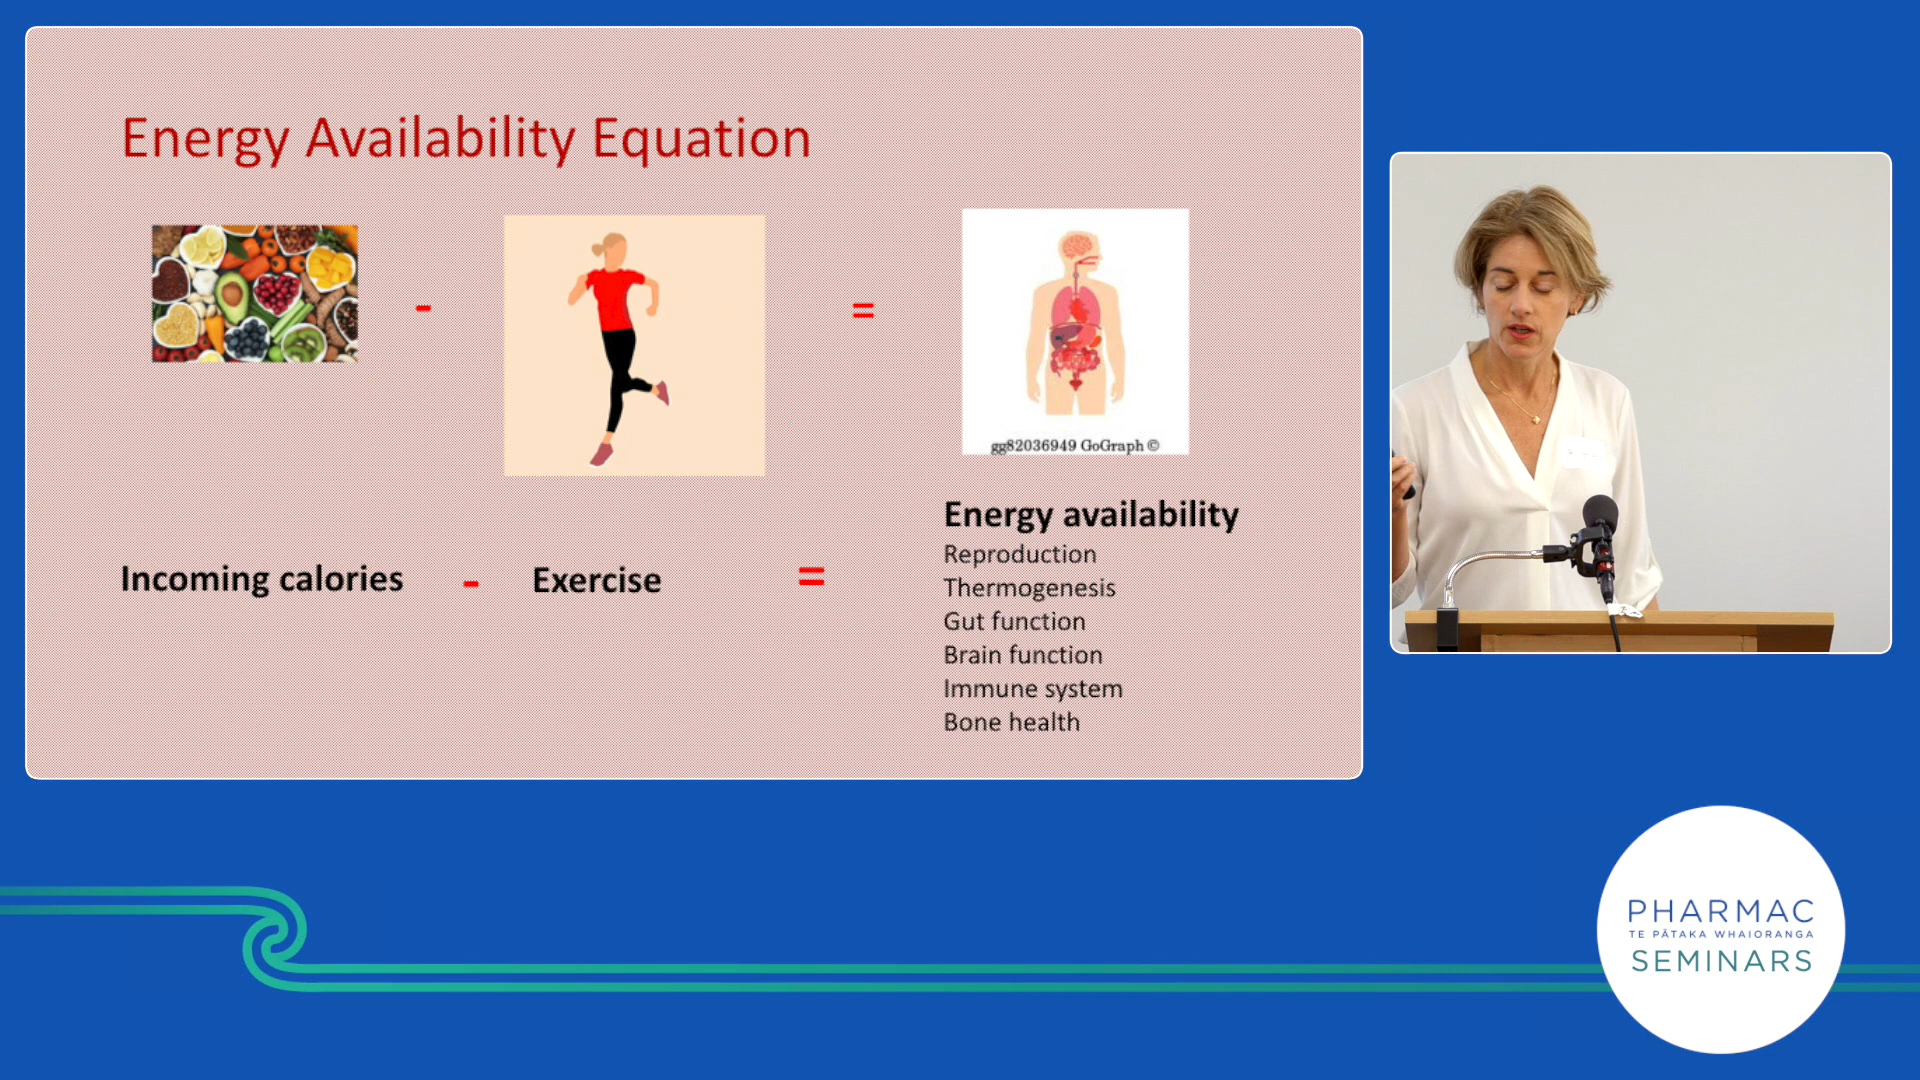 Energy Availability Equation
-
=
gg82036949 GoGraph ©
Incoming calories - Exercise =
Energy availability
Reproduction
Thermogenesis
Gut function
Brain function
Immune system
Bone health
PHARMAC
TE PĀTAKA WHAIORANGA
SEMINARS